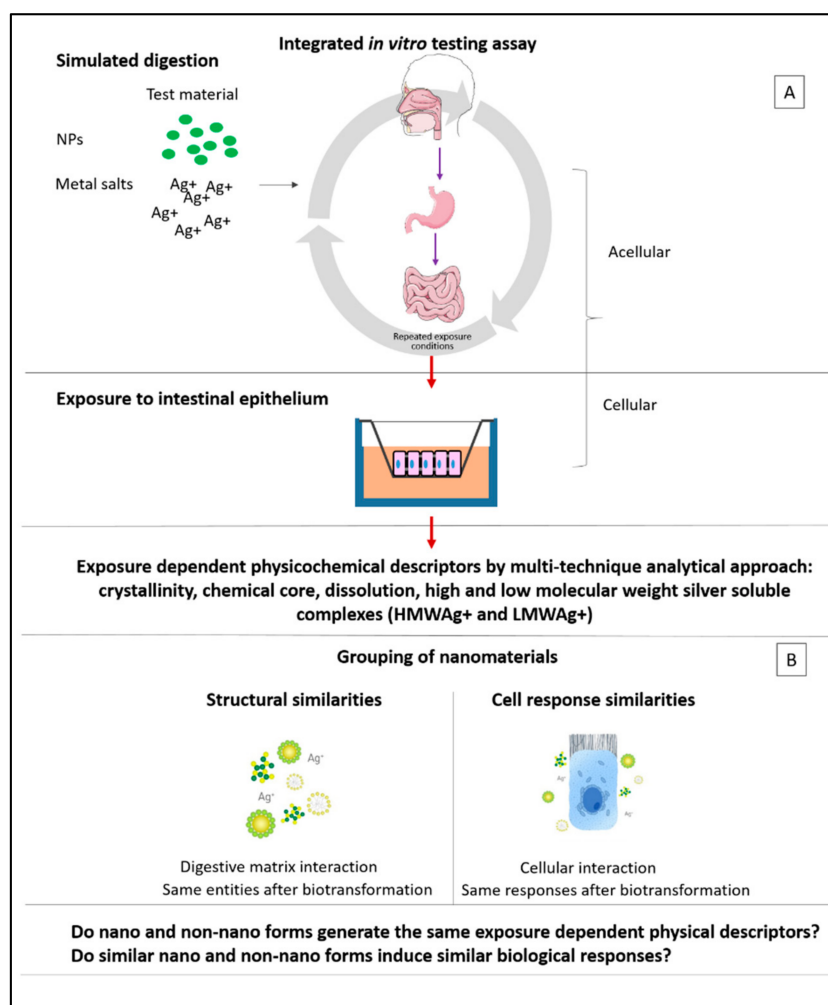 Integrated in vitro testing assay
Simulated digestion
A
Test material
NPs
Metal salts
Ag+
Ag+
Ag+
Ag+
Ag+
Ag+
Acellular
Repeated exposure
conditions
Exposure to intestinal epithelium
Cellular
Exposure dependent physicochemical descriptors by multi-technique analytical approach:
crystallinity, chemical core, dissolution, high and low molecular weight silver soluble
complexes (HMWAg+ and LMWAg+)
Grouping of nanomaterials
B
Structural similarities
Cell response similarities
Ag⁺
Ag⁺
Ag⁺
Ag⁺
Digestive matrix interaction
Same entities after biotransformation
Cellular interaction
Same responses after biotransformation
Do nano and non-nano forms generate the same exposure dependent physical descriptors?
Do similar nano and non-nano forms induce similar biological responses?